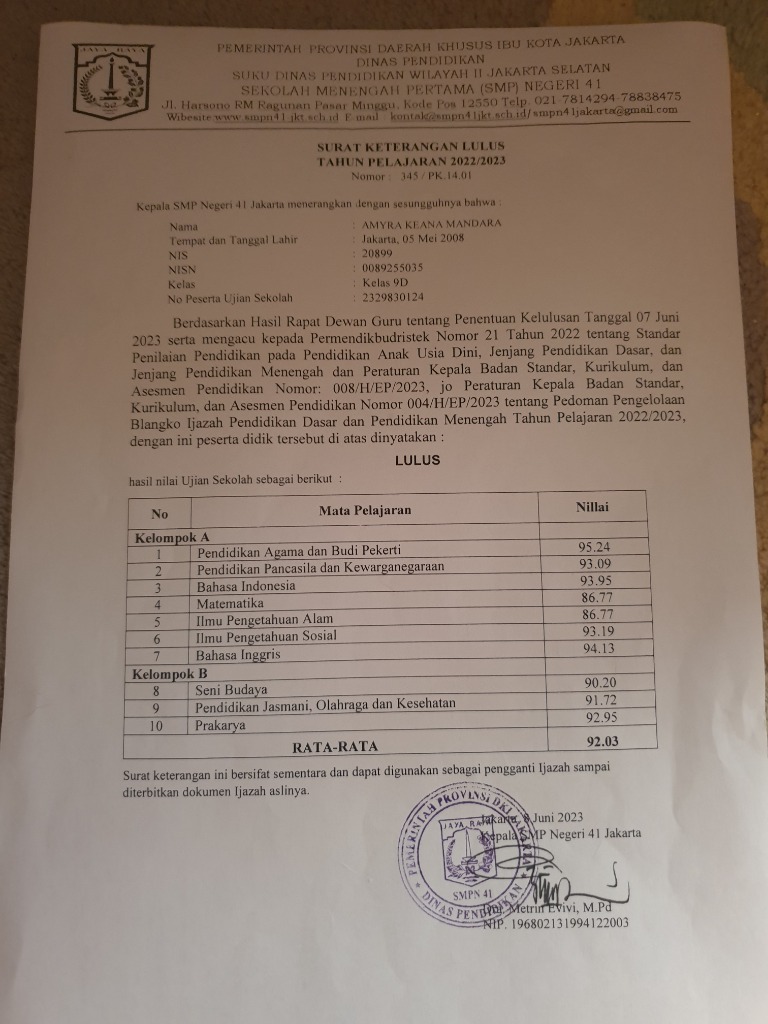 JAYA RAYA
PEMERINTAH PROVINSI DAERAH KHUSUS IBU KOTA JAKARTA
DINAS PENDIDIKAN
SUKU DINAS PENDIDIKAN WILAYAH II JAKARTA SELATAN
SEKOLAH MENENGAH PERTAMA (SMP) NEGERI 41
Jl. Harsono RM Ragunan Pasar Minggu, Kode Pos 12550 Telp. 021-7814294-78838475
Wibesite www.smpn41.jkt.sch.id E-mail : kontak@smpn41jkt.sch.id/ smpn41jakarta@gmail.com
SURAT KETERANGAN LULUS
TAHUN PELAJARAN 2022/2023
Nomor : 345 / PK.14.01
Kepala SMP Negeri 41 Jakarta menerangkan dengan sesungguhnya bahwa :
Nama : AMYRA KEANA MANDARA
Tempat dan Tanggal Lahir : Jakarta, 05 Mei 2008
NIS : 20899
NISN : 0089255035
Kelas : Kelas 9D
No Peserta Ujian Sekolah : 2329830124
Berdasarkan Hasil Rapat Dewan Guru tentang Penentuan Kelulusan Tanggal 07 Juni
2023 serta mengacu kepada Permendikbudristek Nomor 21 Tahun 2022 tentang Standar
Penilaian Pendidikan pada Pendidikan Anak Usia Dini, Jenjang Pendidikan Dasar, dan
Jenjang Pendidikan Menengah dan Peraturan Kepala Badan Standar, Kurikulum, dan
Asesmen Pendidikan Nomor: 008/H/EP/2023, jo Peraturan Kepala Badan Standar,
Kurikulum, dan Asesmen Pendidikan Nomor 004/H/EP/2023 tentang Pedoman Pengelolaan
Blangko Ijazah Pendidikan Dasar dan Pendidikan Menengah Tahun Pelajaran 2022/2023,
dengan ini peserta didik tersebut di atas dinyatakan :
LULUS
hasil nilai Ujian Sekolah sebagai berikut :
No Mata Pelajaran Nillai
Kelompok A
1 Pendidikan Agama dan Budi Pekerti 95.24
2 Pendidikan Pancasila dan Kewarganegaraan 93.09
3 Bahasa Indonesia 93.95
4 Matematika 86.77
5 Ilmu Pengetahuan Alam 86.77
6 Ilmu Pengetahuan Sosial 93.19
7 Bahasa Inggris 94.13
Kelompok B
8 Seni Budaya 90.20
9 Pendidikan Jasmani, Olahraga dan Kesehatan 91.72
10 Prakarya 92.95
RATA-RATA 92.03
Surat keterangan ini bersifat sementara dan dapat digunakan sebagai pengganti Ijazah sampai
diterbitkan dokumen Ijazah aslinya.
Jakarta, 8 Juni 2023
Kepala SMP Negeri 41 Jakarta
PEMERINTAH PROVINSI DKI JAKARTA
JAYA RAYA
SMPN 41
DINAS PENDIDIKAN
Metrin Evivi, M.Pd
NIP. 196802131994122003